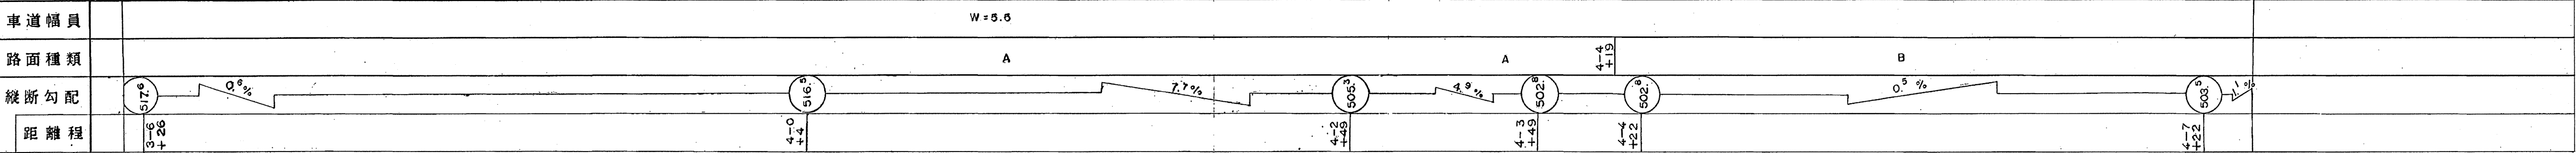 車道幅員 W=5.6
路面種類 A A 4-4+19 B
縦断勾配 517.6 0.6% 516.5 7.7% 505.3 4.9% 502.8 502.8 0.5% 503.5 1.1%
距離程 3-6+26 4-0+4 4-2+49 4-3+49 4-4+22 4-7+22